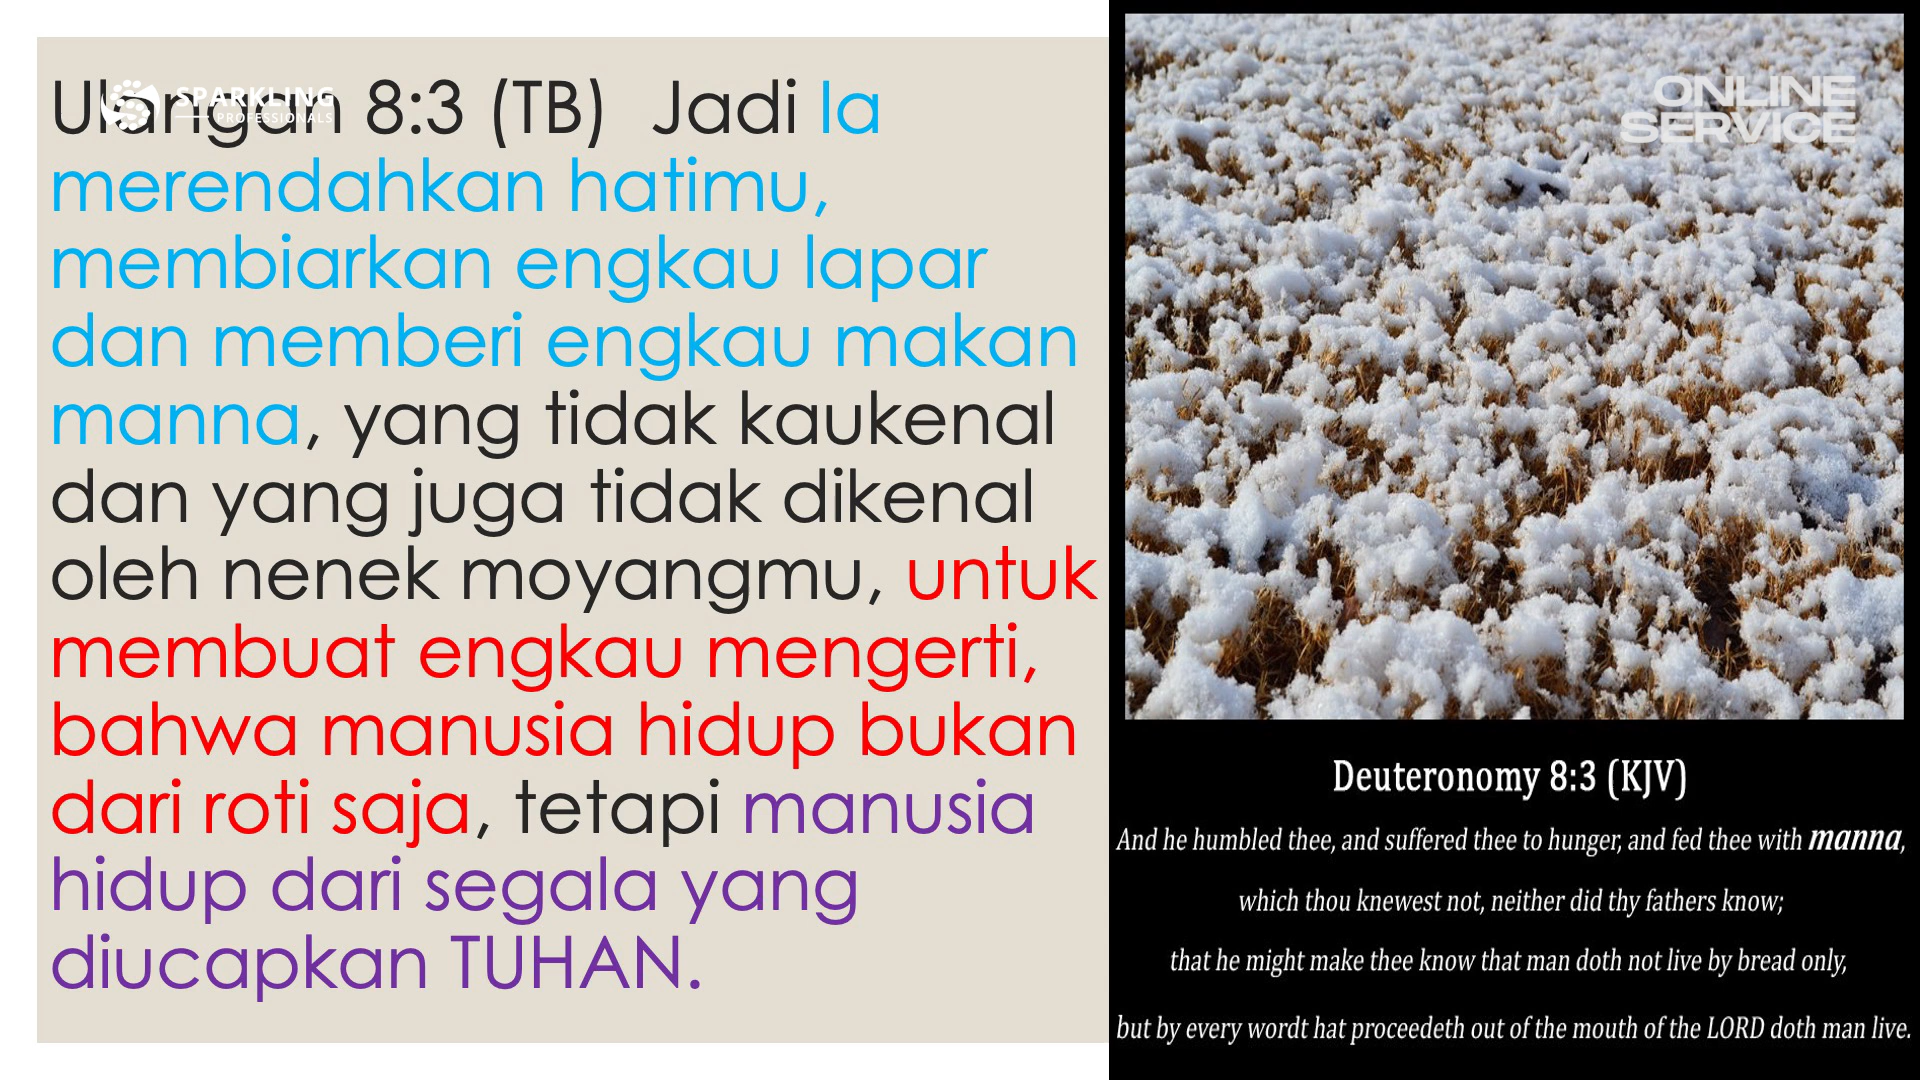 Ulangan 8:3 (TB)  Jadi Ia
merendahkan hatimu,
membiarkan engkau lapar
dan memberi engkau makan
manna, yang tidak kaukenal
dan yang juga tidak dikenal
oleh nenek moyangmu, untuk
membuat engkau mengerti,
bahwa manusia hidup bukan
dari roti saja, tetapi manusia
hidup dari segala yang
diucapkan TUHAN.
SPARKLING
PROFESSIONALS
ONLINE
SERVICE
Deuteronomy 8:3 (KJV)
And he humbled thee, and suffered thee to hunger, and fed thee with manna,
which thou knewest not, neither did thy fathers know;
that he might make thee know that man doth not live by bread only,
but by every wordt hat proceedeth out of the mouth of the LORD doth man live.